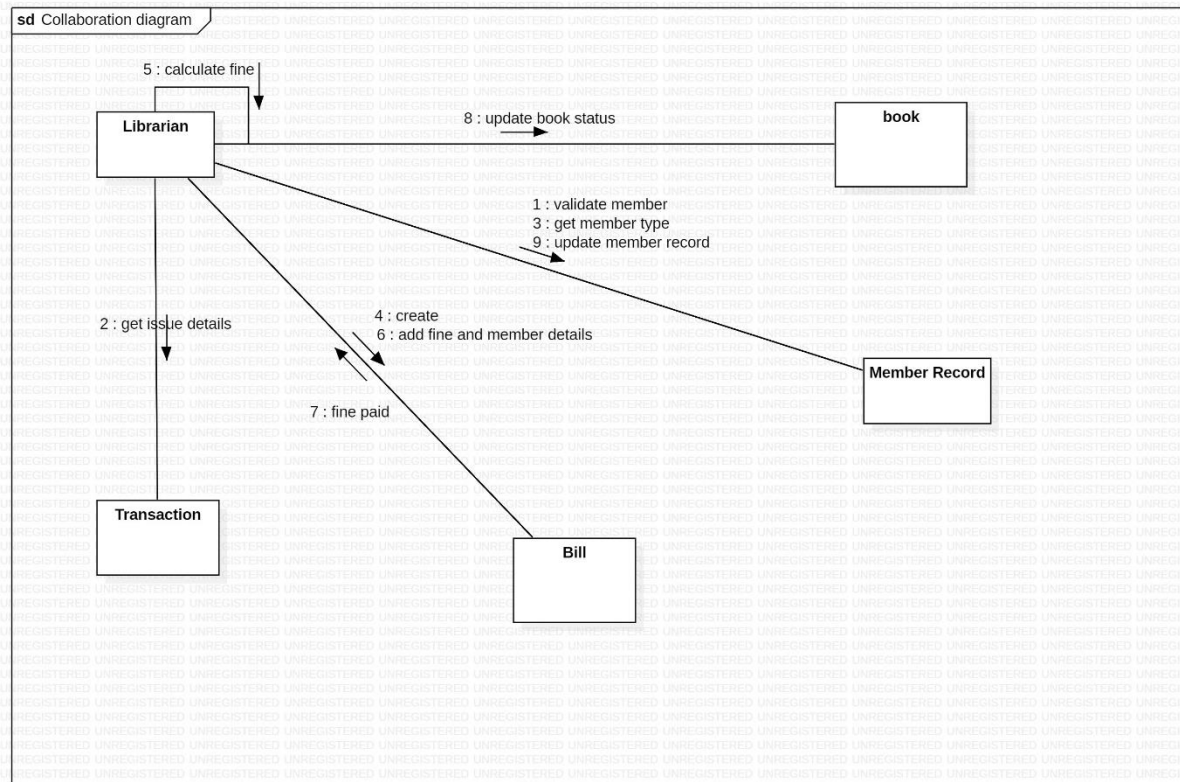 sd Collaboration diagram
5 : calculate fine
Librarian
8 : update book status
book
1 : validate member
3 : get member type
9 : update member record
2 : get issue details
4 : create
6 : add fine and member details
7 : fine paid
Member Record
Transaction
Bill
UNREGISTERED